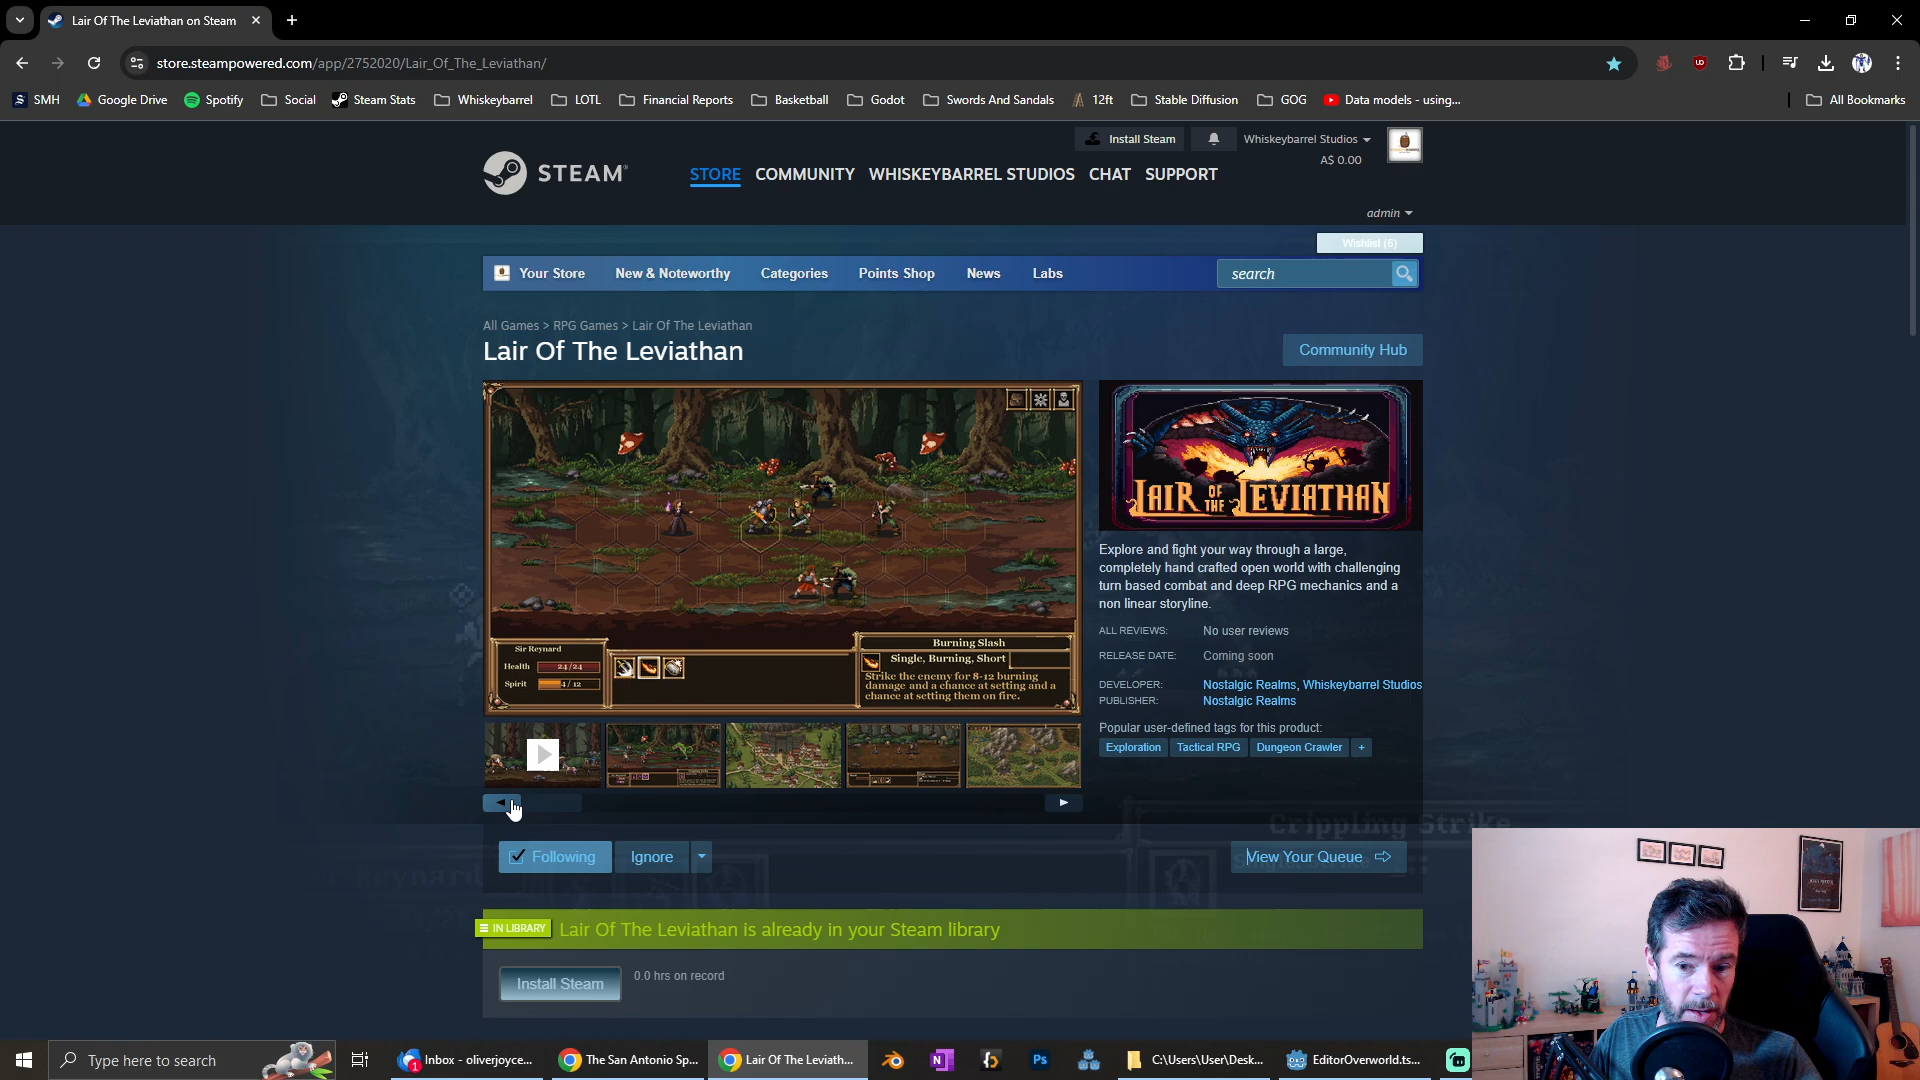 Lair Of The Leviathan on Steam
store.steampowered.com/app/2752020/Lair_Of_The_Leviathan/
SMH
Google Drive
Spotify
Social
Steam Stats
Whiskeybarrel
LOTL
Financial Reports
Basketball
Godot
Swords And Sandals
12ft
Stable Diffusion
GOG
Data models - using...
All Bookmarks
Install Steam
Whiskeybarrel Studios
A$ 0.00
STEAM
STORE COMMUNITY WHISKEYBARREL STUDIOS CHAT SUPPORT
admin
Wishlist (6)
Your Store
New & Noteworthy
Categories
Points Shop
News
Labs
search
All Games > RPG Games > Lair Of The Leviathan
Lair Of The Leviathan
Community Hub
LAIR OF THE LEVIATHAN
Explore and fight your way through a large,
completely hand crafted open world with challenging
turn based combat and deep RPG mechanics and a
non linear storyline.
ALL REVIEWS: No user reviews
RELEASE DATE: Coming soon
DEVELOPER: Nostalgic Realms, Whiskeybarrel Studios
PUBLISHER: Nostalgic Realms
Popular user-defined tags for this product:
Exploration
Tactical RPG
Dungeon Crawler
+
Sir Reynard
Health 24/24
Spirit 4/12
Burning Slash
Single, Burning, Short
Strike the enemy for 8-12 burning
damage and a chance at setting and a
chance at setting them on fire.
Crippling Strike
Following
Ignore
View Your Queue
IN LIBRARY
Lair Of The Leviathan is already in your Steam library
Install Steam
0.0 hrs on record
Type here to search
1
Inbox - oliverjoyce...
The San Antonio Sp...
Lair Of The Leviath...
N
Ps
C:\Users\User\Desk...
EditorOverworld.ts...